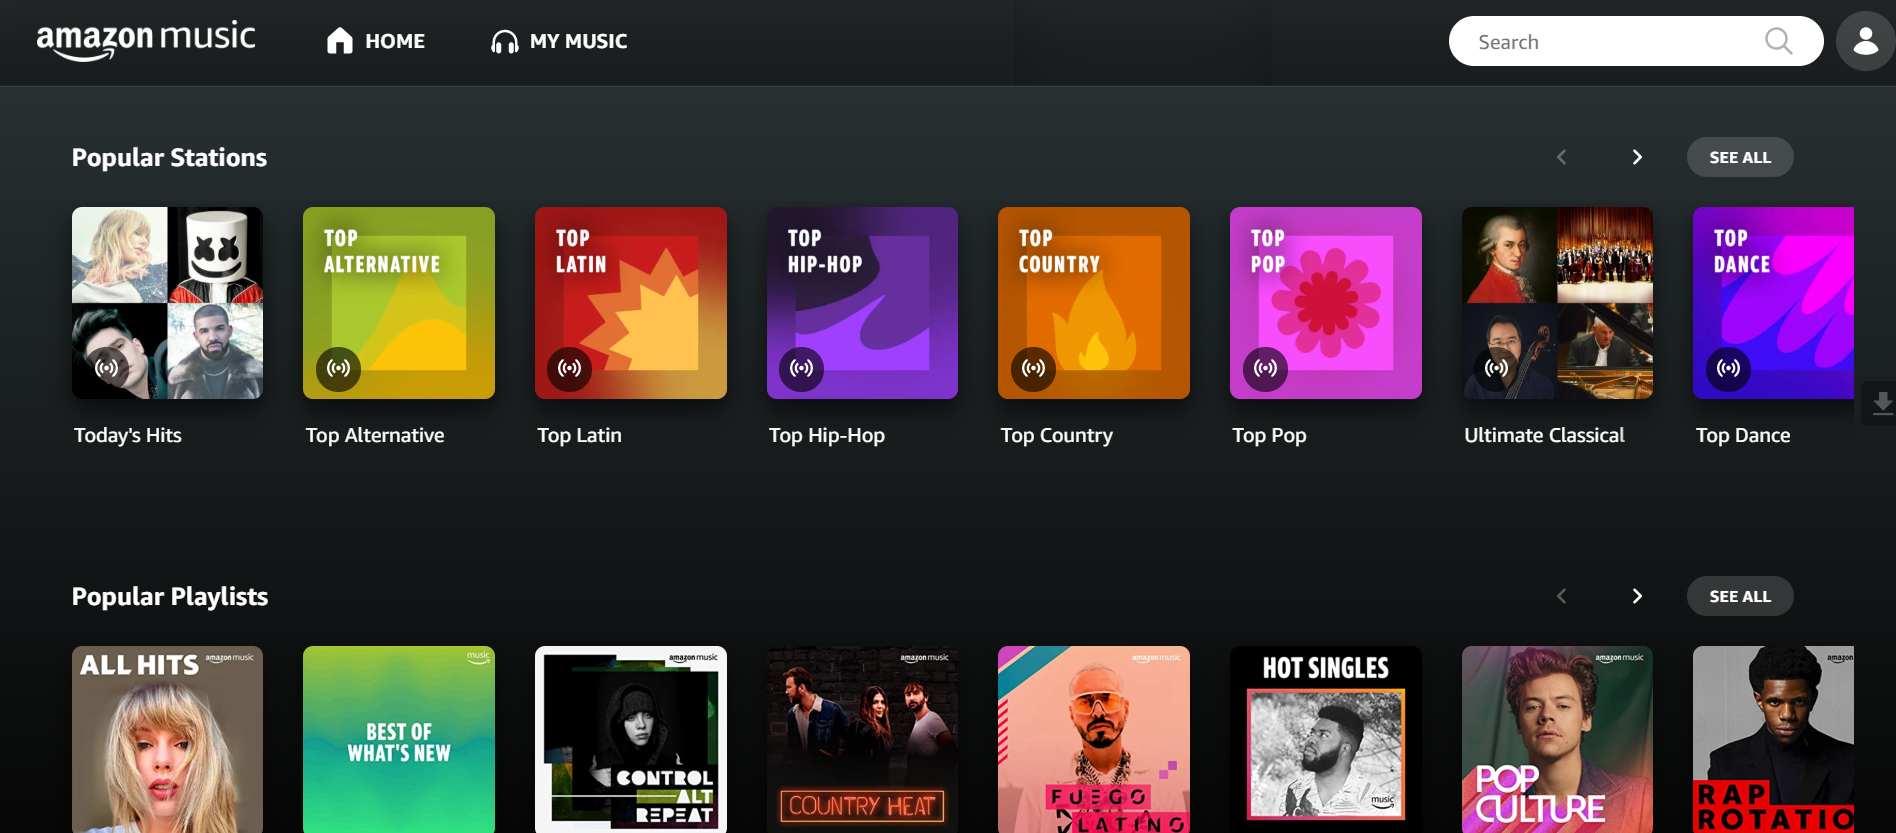 amazon music
HOME
MY MUSIC
Search
Popular Stations
SEE ALL
TOP
ALTERNATIVE
TOP
LATIN
TOP
HIP-HOP
TOP
COUNTRY
TOP
POP
TOP
DANCE
Today's Hits
Top Alternative
Top Latin
Top Hip-Hop
Top Country
Top Pop
Ultimate Classical
Top Dance
Popular Playlists
SEE ALL
ALL HITS
amazon music
music
BEST OF
WHAT'S NEW
amazon music
CONTROL
ALT
REPEAT
amazon music
COUNTRY HEAT
amazon music
FUEGO
LATINO
HOT SINGLES
music
amazon music
POP
CULTURE
amazon
RAP
ROTATIO